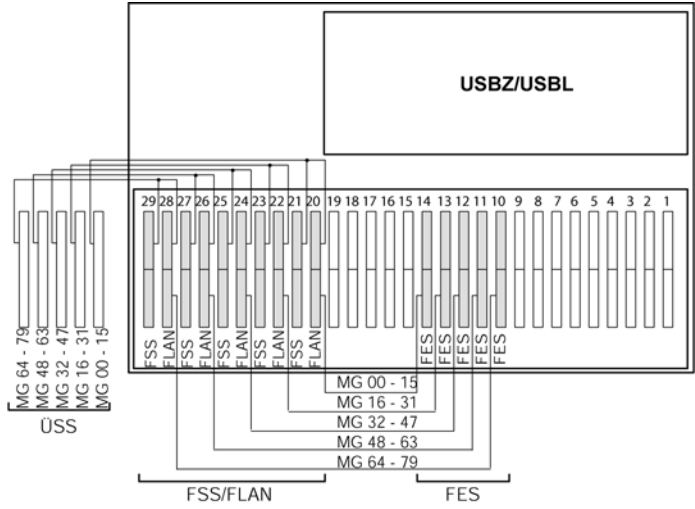 USBZ/USBL
29 28 27 26 25 24 23 22 21 20 19 18 17 16 15 14 13 12 11 10 9 8 7 6 5 4 3 2 1
MG 64 - 79
MG 48 - 63
MG 32 - 47
MG 16 - 31
MG 00 - 15
ÜSS
FSS
FLAN
FSS
FLAN
FSS
FLAN
FSS
FLAN
FSS
FLAN
FES
FES
FES
FES
FES
MG 00 - 15
MG 16 - 31
MG 32 - 47
MG 48 - 63
MG 64 - 79
FSS/FLAN
FES